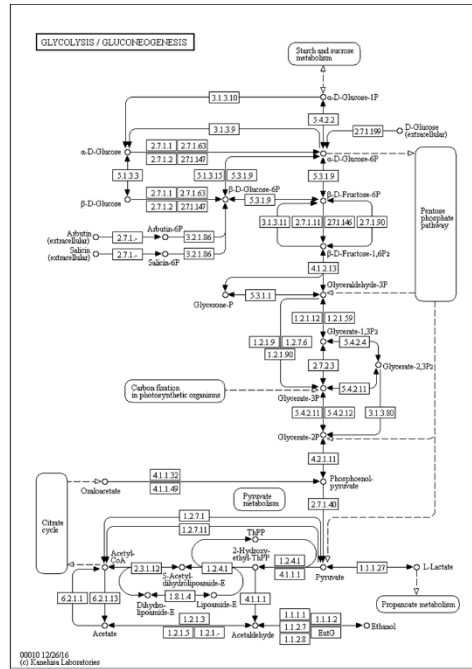 GLYCOLYSIS / GLUCONEOGENESIS
Starch and sucrose
metabolism
3.1.3.10
α-D-Glucose-1P
5.4.2.2
3.1.3.9
D-Glucose
(extracellular)
2.7.1.199
α-D-Glucose
2.7.1.1
2.7.1.63
2.7.1.2
2.7.1.147
α-D-Glucose-6P
5.1.3.3
5.1.3.15
5.3.1.9
5.3.1.9
β-D-Glucose-6P
β-D-Fructose-6P
β-D-Glucose
2.7.1.1
2.7.1.63
2.7.1.2
2.7.1.147
5.3.1.9
Pentose
phosphate
pathway
3.1.3.11
2.7.1.11
2.7.1.146
2.7.1.90
Arbutin
(extracellular)
2.7.1.-
Arbutin-6P
3.2.1.86
Salicin
(extracellular)
2.7.1.-
Salicin-6P
3.2.1.86
β-D-Fructose-1,6P2
4.1.2.13
Glyceraldehyde-3P
Glycerone-P
5.3.1.1
1.2.1.12
1.2.1.59
1.2.1.9
1.2.7.6
1.2.1.90
Glycerate-1,3P2
5.4.2.4
2.7.2.3
Glycerate-2,3P2
Carbon fixation
in photosynthetic organisms
Glycerate-3P
5.4.2.11
5.4.2.11
5.4.2.12
3.1.3.80
Glycerate-2P
4.2.1.11
Citrate
cycle
Oxaloacetate
4.1.1.32
4.1.1.49
Phosphoenol-
pyruvate
Pyruvate
metabolism
2.7.1.40
1.2.7.1
1.2.7.11
ThPP
Acetyl-
CoA
2.3.1.12
S-Acetyl-
dihydrolipoamide-E
1.2.4.1
2-Hydroxy-
ethyl-ThPP
1.2.4.1
4.1.1.1
Pyruvate
1.1.1.27
L-Lactate
6.2.1.1
6.2.1.13
1.8.1.4
Dihydro-
lipoamide-E
Lipoamide-E
4.1.1.1
Propanoate metabolism
Acetate
1.2.1.3
1.2.1.5
1.2.1.-
Acetaldehyde
1.1.1.1
1.1.1.2
1.1.2.7
EutG
1.1.2.8
Ethanol
00010 12/26/16
(c) Kanehisa Laboratories